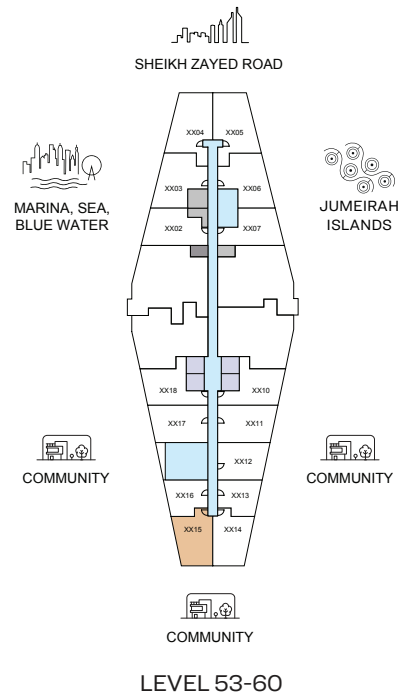 SHEIKH ZAYED ROAD
XX04 XX05
MARINA, SEA,
BLUE WATER
XX03 XX06
JUMEIRAH
ISLANDS
XX02 XX07
XX18 XX10
XX17 XX11
XX12
COMMUNITY
COMMUNITY
XX16 XX13
XX15 XX14
COMMUNITY
LEVEL 53-60